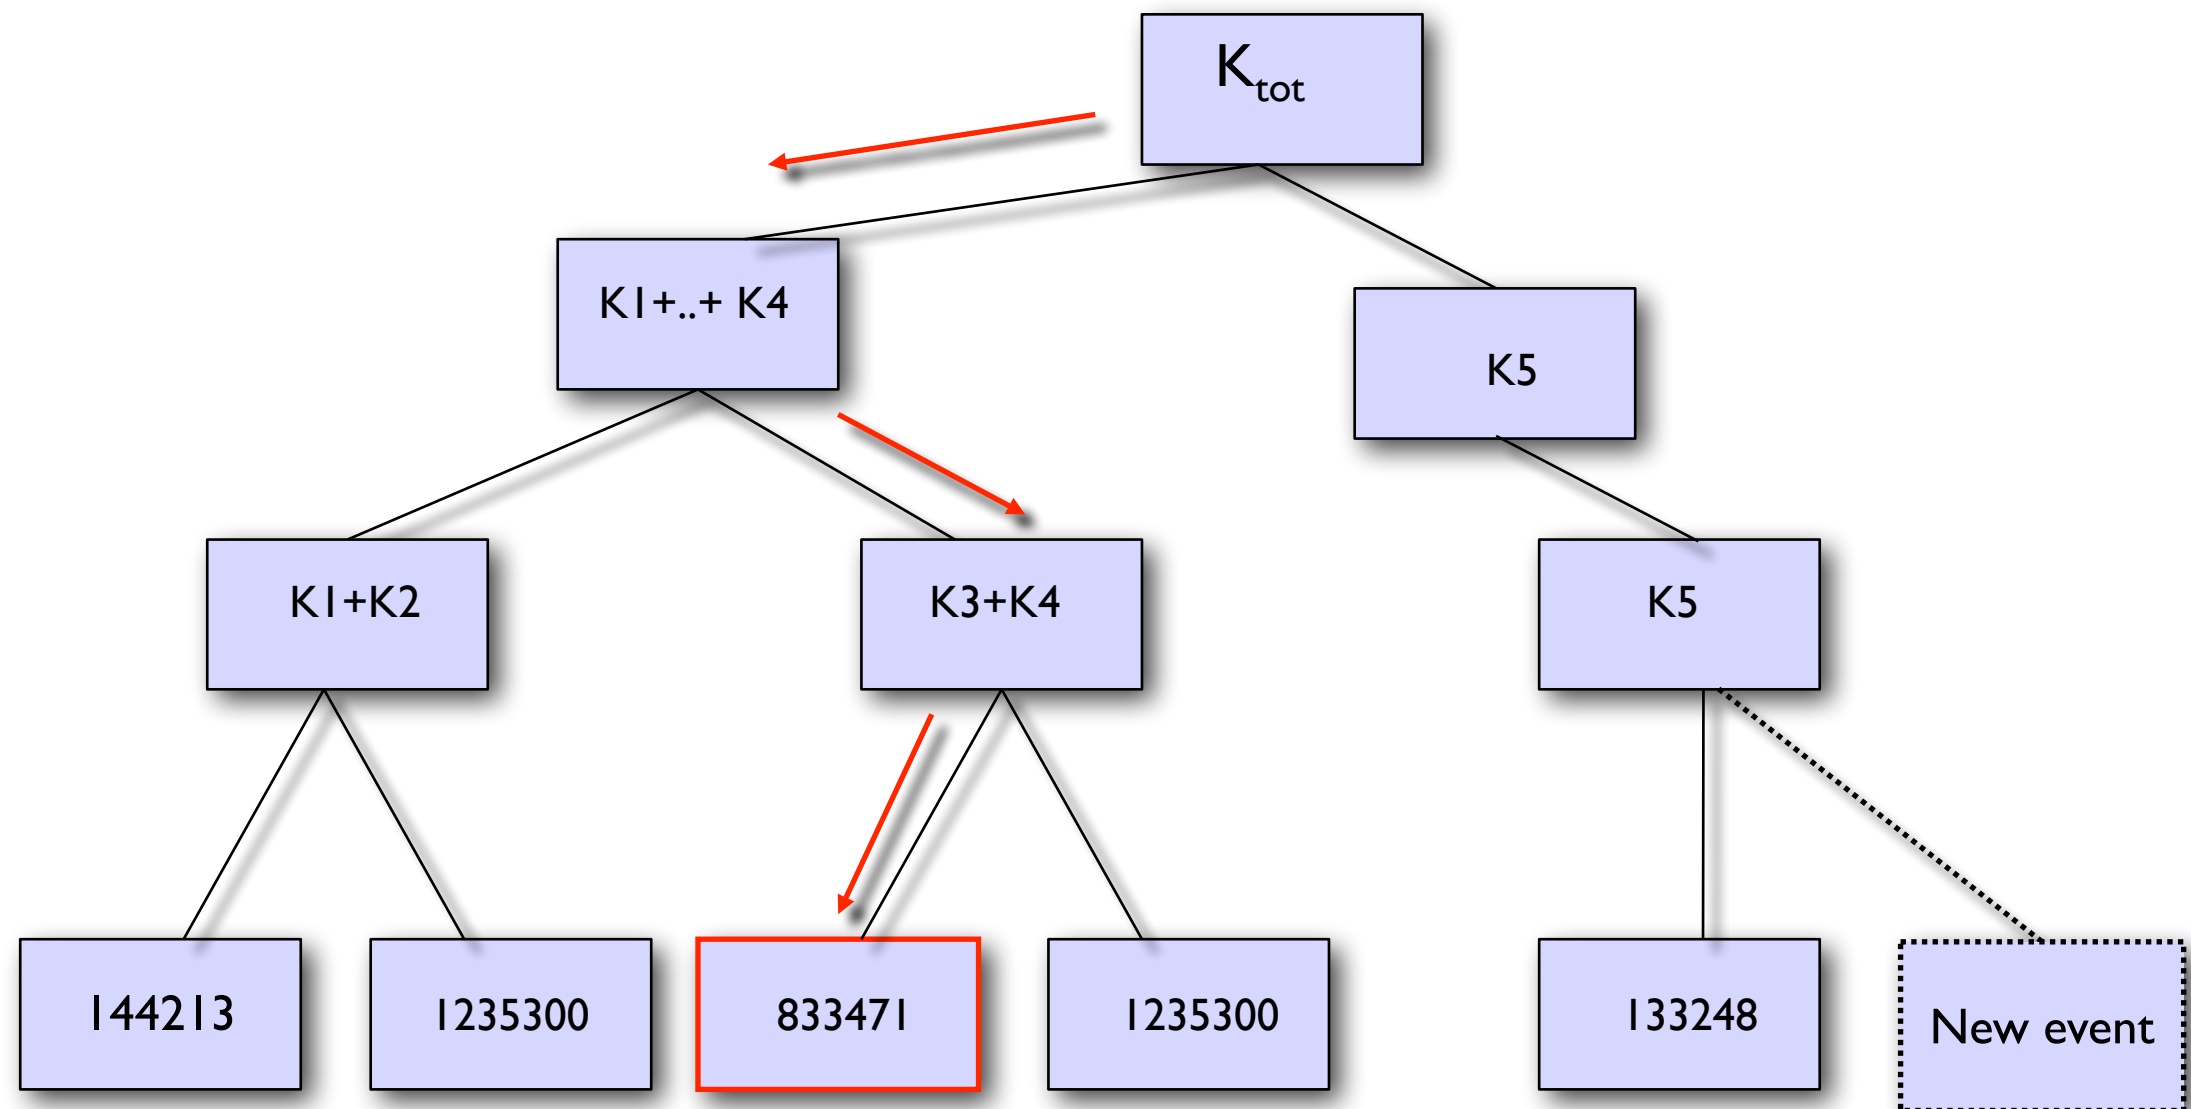 Ktot
K1+..+ K4
K5
K1+K2
K3+K4
K5
144213
1235300
833471
1235300
133248
New event